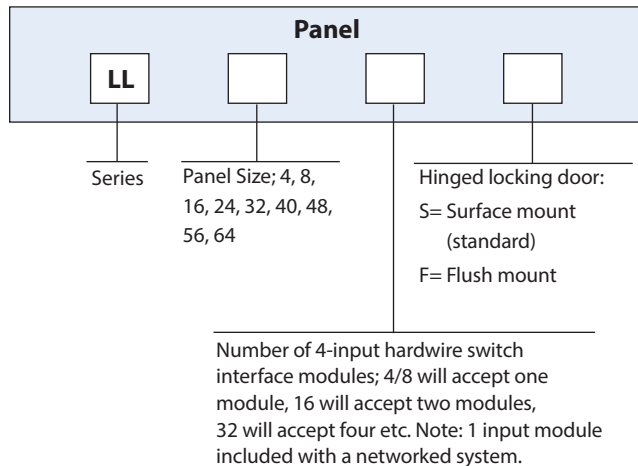 Panel
LL
Series
Panel Size; 4, 8,
16, 24, 32, 40, 48,
56, 64
Hinged locking door:
S= Surface mount
(standard)
F= Flush mount
Number of 4-input hardwire switch
interface modules; 4/8 will accept one
module, 16 will accept two modules,
32 will accept four etc. Note: 1 input module
included with a networked system.